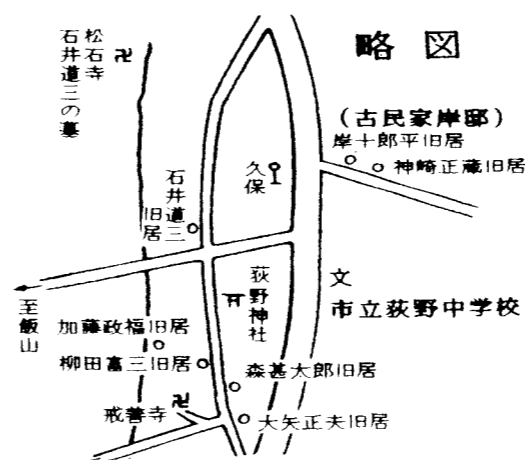 略図
松石寺
石井道三の墓
(古民家岸邸)
岸十郎平旧居
神崎正蔵旧居
久保
石井道三
旧居
荻野神社
文
市立荻野中学校
至飯山
加藤政福旧居
柳田富三旧居
森甚太郎旧居
戒善寺
大矢正夫旧居